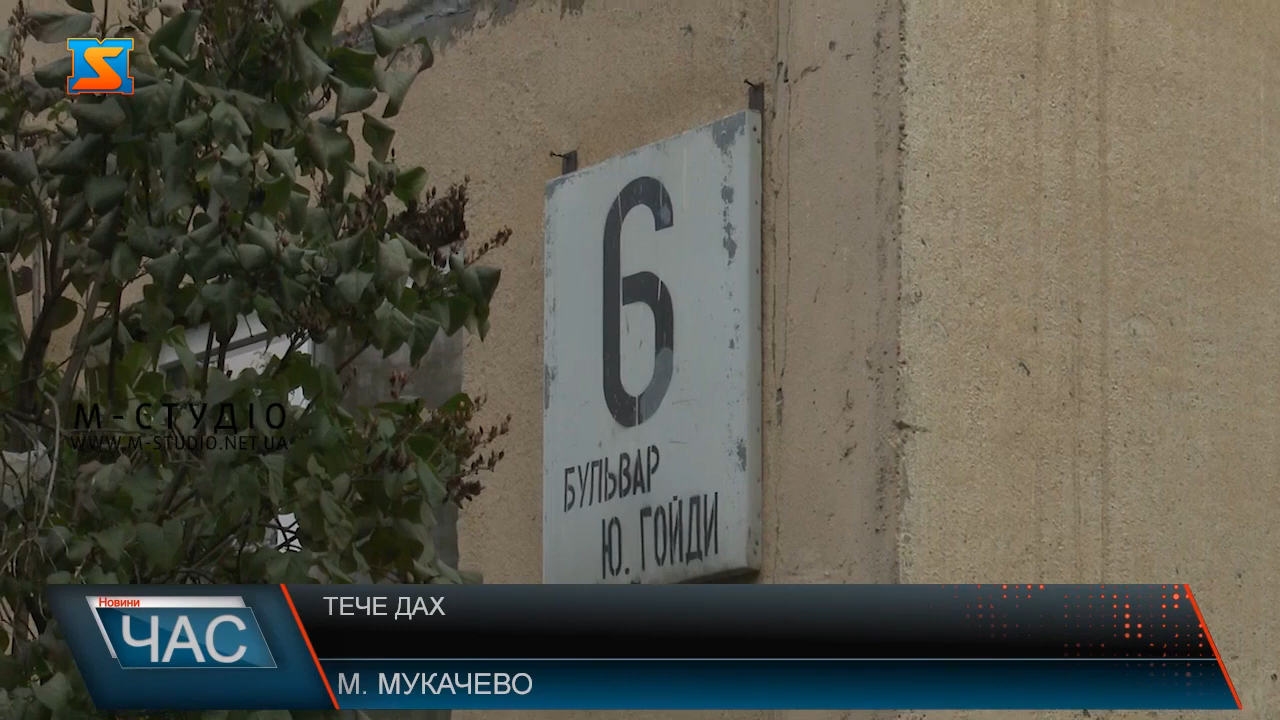 6
БУЛЬВАР
Ю. ГОЙДИ
М-СТУДІО
WWW.M-STUDIO.NET.UA
Новини
ЧАС
ТЕЧЕ ДАХ
М. МУКАЧЕВО